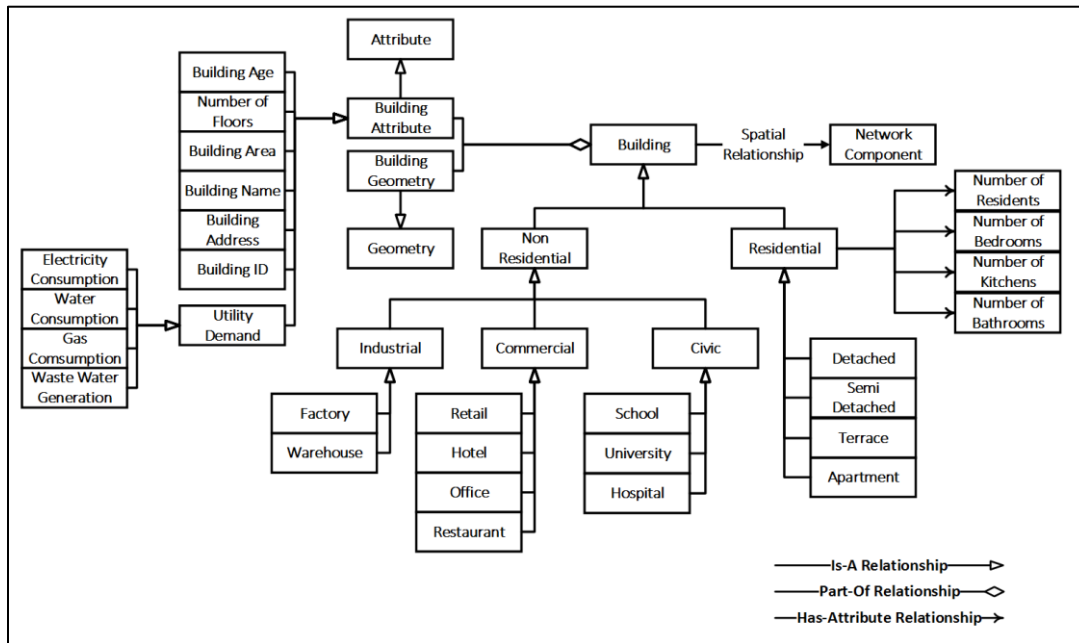 Attribute
Building Age
Number of
Floors
Building Area
Building Name
Building
Address
Building ID
Building
Attribute
Building
Geometry
Geometry
Building
Spatial
Relationship
Network
Component
Electricity
Consumption
Water
Consumption
Gas
Comsumption
Waste Water
Generation
Utility
Demand
Non
Residential
Residential
Number of
Residents
Number of
Bedrooms
Number of
Kitchens
Number of
Bathrooms
Industrial
Commercial
Civic
Factory
Warehouse
Retail
Hotel
Office
Restaurant
School
University
Hospital
Detached
Semi
Detached
Terrace
Apartment
Is-A Relationship
Part-Of Relationship
Has-Attribute Relationship